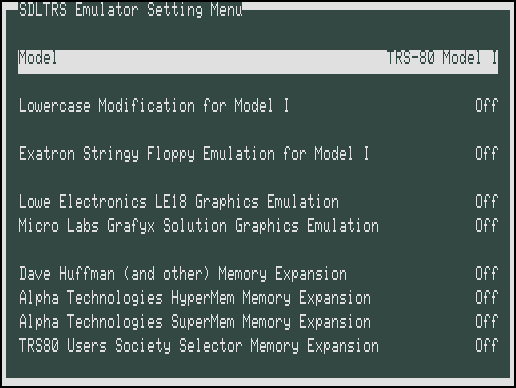 SDLTRS Emulator Setting Menu
Model TRS-80 Model I
Lowercase Modification for Model I Off
Exatron Stringy Floppy Emulation for Model I Off
Lowe Electronics LE18 Graphics Emulation Off
Micro Labs Grafyx Solution Graphics Emulation Off
Dave Huffman (and other) Memory Expansion Off
Alpha Technologies HyperMem Memory Expansion Off
Alpha Technologies SuperMem Memory Expansion Off
TRS80 Users Society Selector Memory Expansion Off